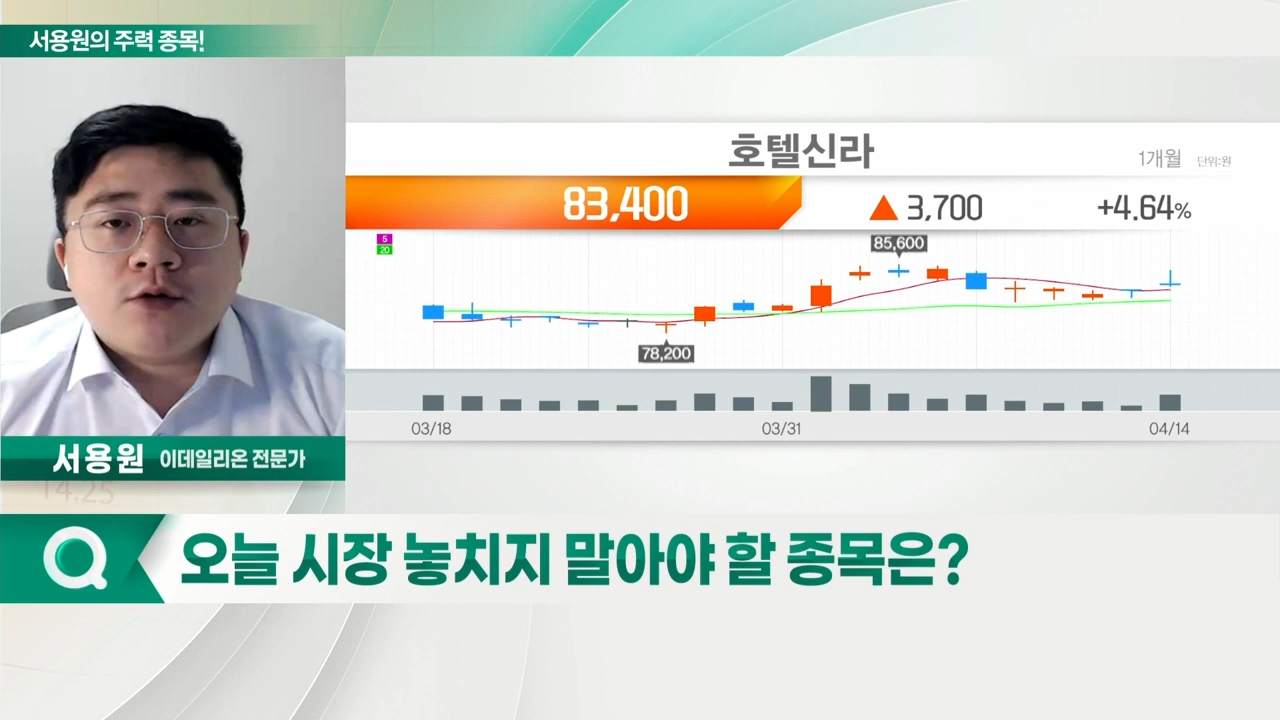 서용원의 주력 종목!
호텔신라
1개월 단위:원
83,400
▲ 3,700
+4.64%
5
20
85,600
78,200
03/18
03/31
04/14
서용원 이데일리온 전문가
14.25
오늘 시장 놓치지 말아야 할 종목은?